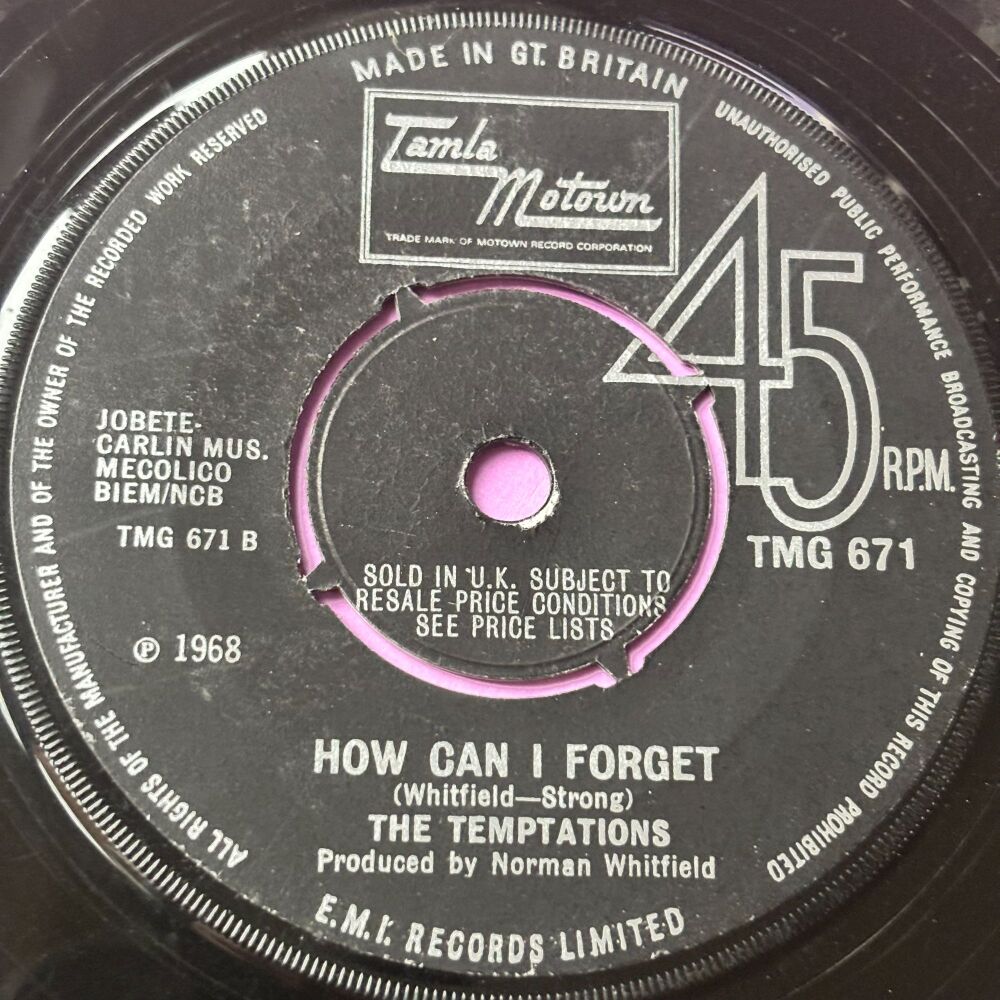 MADE IN GT. BRITAIN
Tamla
Motown
TRADE MARK OF MOTOWN RECORD CORPORATION
45
R.P.M.
JOBETE-
CARLIN MUS.
MECOLICO
BIEM/NCB
TMG 671 B
TMG 671
℗ 1968
SOLD IN U.K. SUBJECT TO
RESALE PRICE CONDITIONS
SEE PRICE LISTS
HOW CAN I FORGET
(Whitfield—Strong)
THE TEMPTATIONS
Produced by Norman Whitfield
E.M.I. RECORDS LIMITED
ALL RIGHTS OF THE MANUFACTURER AND OF THE OWNER OF THE RECORDED WORK RESERVED
UNAUTHORISED PUBLIC PERFORMANCE BROADCASTING AND COPYING OF THIS RECORD PROHIBITED